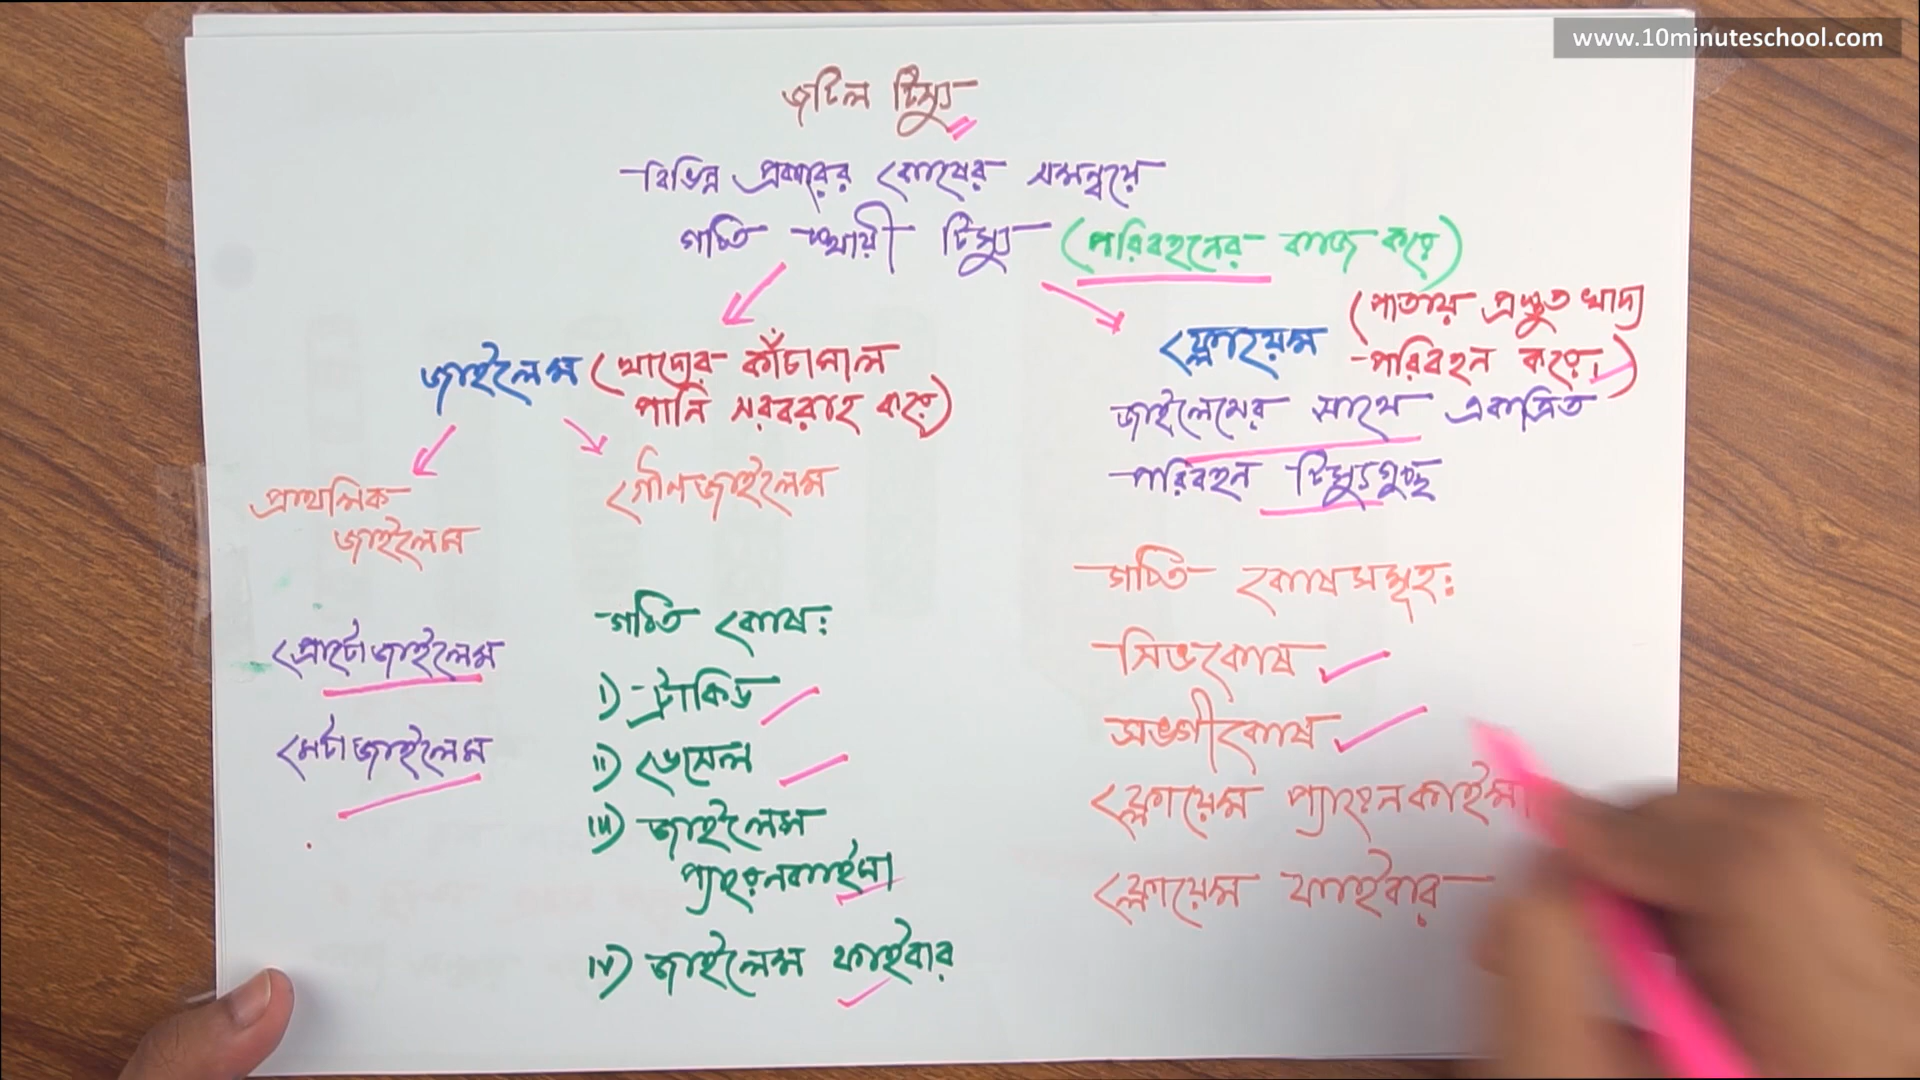 www.10minuteschool.com
জটিল টিস্যু
বিভিন্ন প্রকারের কোষের সমন্বয়ে
গঠিত স্থায়ী টিস্যু (পরিবহনের কাজ করে)
জাইলেম (খাদ্যের কাঁচামাল
পানি সরবরাহ করে)
প্রাথমিক
জাইলেম
গৌনজাইলেম
প্রোটোজাইলেম
মেটাজাইলেম
গঠিত কোষ:
i) ট্রাকিড
ii) ভেসেল
iii) জাইলেম
প্যারেনকাইমা
iv) জাইলেম ফাইবার
ফ্লোয়েম (পাতায় প্রস্তুত খাদ্য
পরিবহন করে।)
জাইলেমের সাথে একত্রিত
পরিবহন টিস্যুগুচ্ছ
গঠিত কোষসমূহ:
সিভকোষ
সঙ্গীকোষ
ফ্লোয়েম প্যারেনকাইমা
ফ্লোয়েম ফাইবার